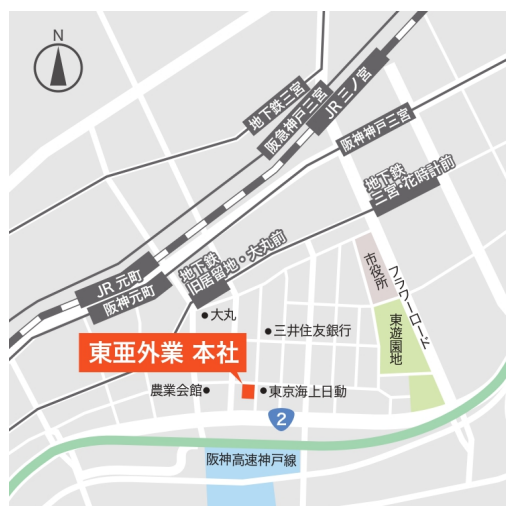 N
地下鉄三宮
阪急神戸三宮
JR 三ノ宮
阪神神戸三宮
地下鉄
三宮・花時計前
地下鉄
旧居留地・大丸前
JR 元町
阪神元町
市役所
フラワーロード
大丸
三井住友銀行
東遊園地
東亜外業 本社
農業会館
東京海上日動
2
阪神高速神戸線